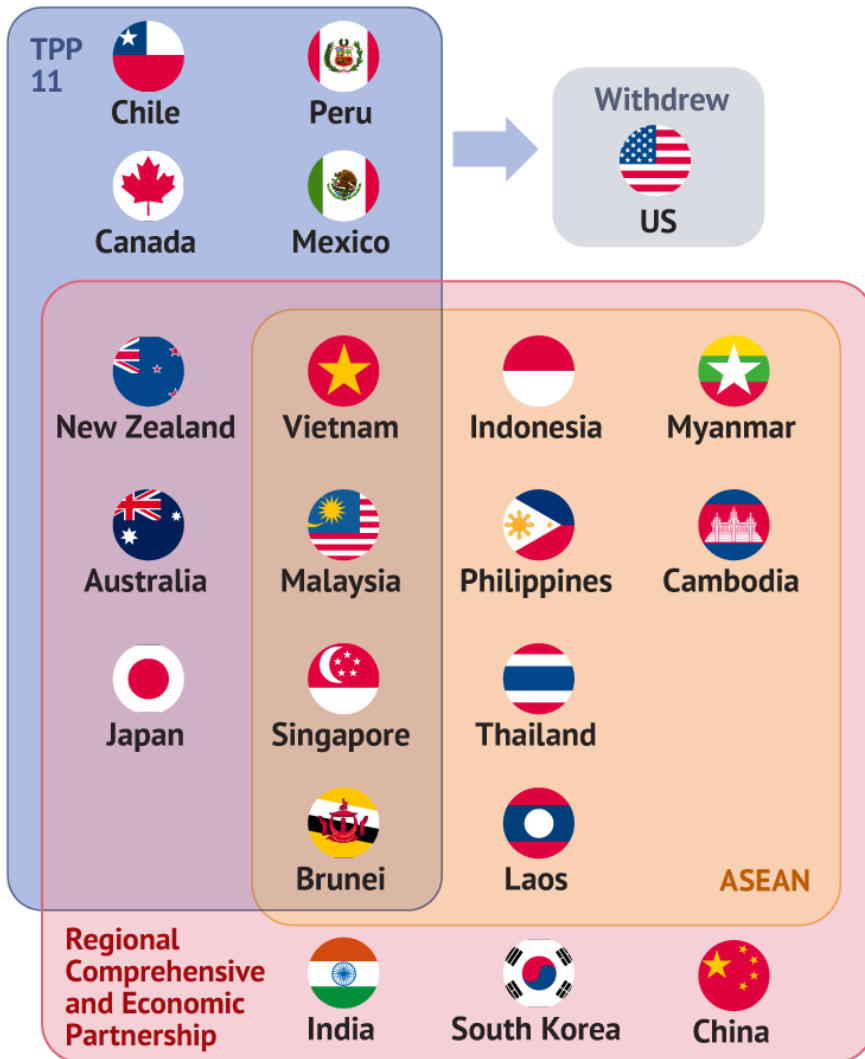 TPP
11
Chile
Peru
Withdrew
US
Canada
Mexico
New Zealand
Vietnam
Indonesia
Myanmar
Australia
Malaysia
Philippines
Cambodia
Japan
Singapore
Thailand
Brunei
Laos
ASEAN
Regional
Comprehensive
and Economic
Partnership
India
South Korea
China